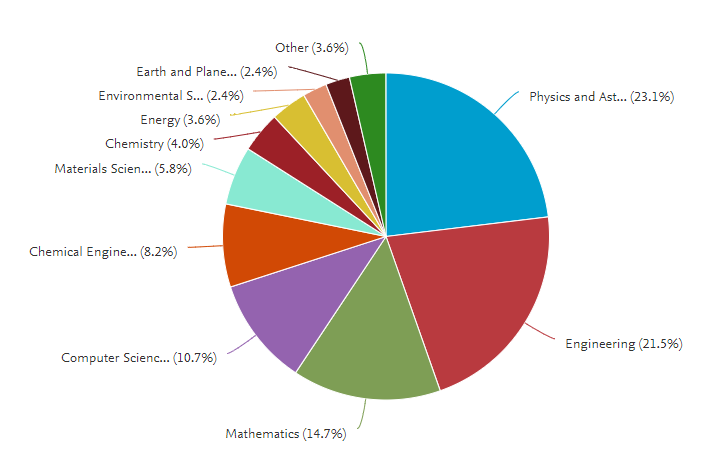 Other (3.6%)
Earth and Plane... (2.4%)
Environmental S... (2.4%)
Energy (3.6%)
Chemistry (4.0%)
Materials Scien... (5.8%)
Chemical Engine... (8.2%)
Computer Scienc... (10.7%)
Mathematics (14.7%)
Engineering (21.5%)
Physics and Ast... (23.1%)